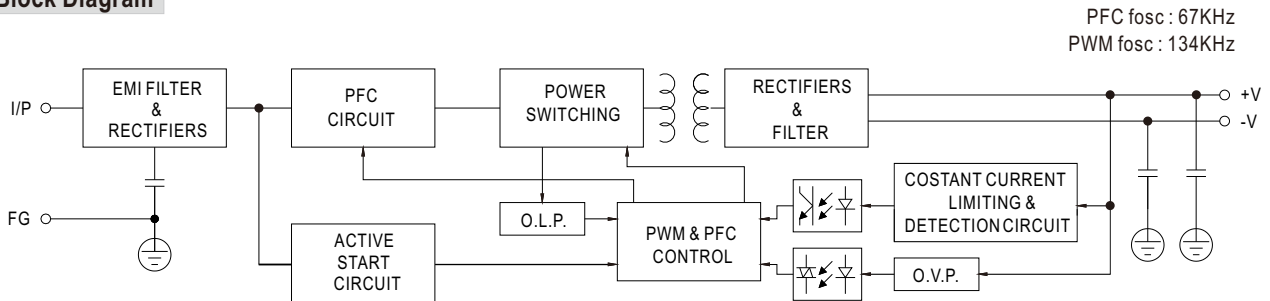 Block Diagram
PFC fosc : 67KHz
PWM fosc : 134KHz
I/P
EMI FILTER
&
RECTIFIERS
PFC
CIRCUIT
POWER
SWITCHING
RECTIFIERS
&
FILTER
+V
-V
FG
O.L.P.
ACTIVE
START
CIRCUIT
PWM & PFC
CONTROL
COSTANT CURRENT
LIMITING &
DETECTION CIRCUIT
O.V.P.